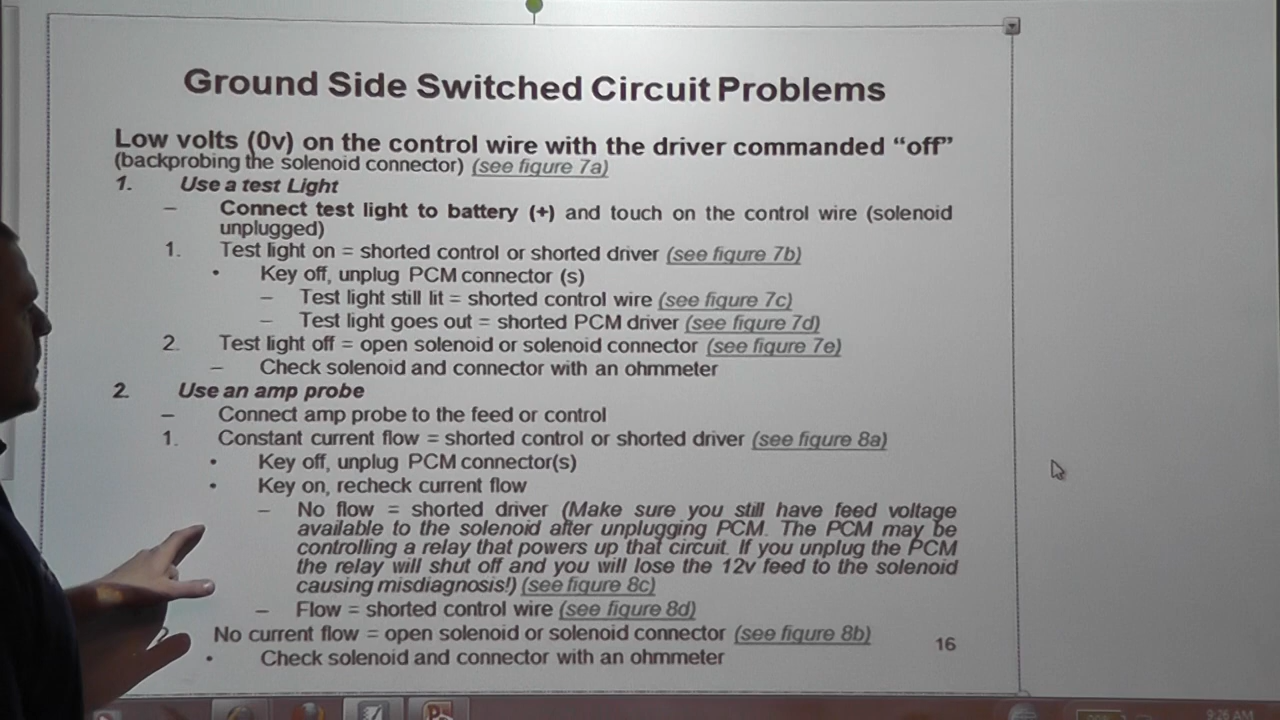 Ground Side Switched Circuit Problems
Low volts (0v) on the control wire with the driver commanded “off”
(backprobing the solenoid connector) (see figure 7a)
1. Use a test Light
– Connect test light to battery (+) and touch on the control wire (solenoid
unplugged)
1. Test light on = shorted control or shorted driver (see figure 7b)
• Key off, unplug PCM connector (s)
– Test light still lit = shorted control wire (see figure 7c)
– Test light goes out = shorted PCM driver (see figure 7d)
2. Test light off = open solenoid or solenoid connector (see figure 7e)
– Check solenoid and connector with an ohmmeter
2. Use an amp probe
– Connect amp probe to the feed or control
1. Constant current flow = shorted control or shorted driver (see figure 8a)
• Key off, unplug PCM connector(s)
• Key on, recheck current flow
– No flow = shorted driver (Make sure you still have feed voltage
available to the solenoid after unplugging PCM. The PCM may be
controlling a relay that powers up that circuit. If you unplug the PCM
the relay will shut off and you will lose the 12v feed to the solenoid
causing misdiagnosis!) (see figure 8c)
– Flow = shorted control wire (see figure 8d)
2 No current flow = open solenoid or solenoid connector (see figure 8b)
• Check solenoid and connector with an ohmmeter
16